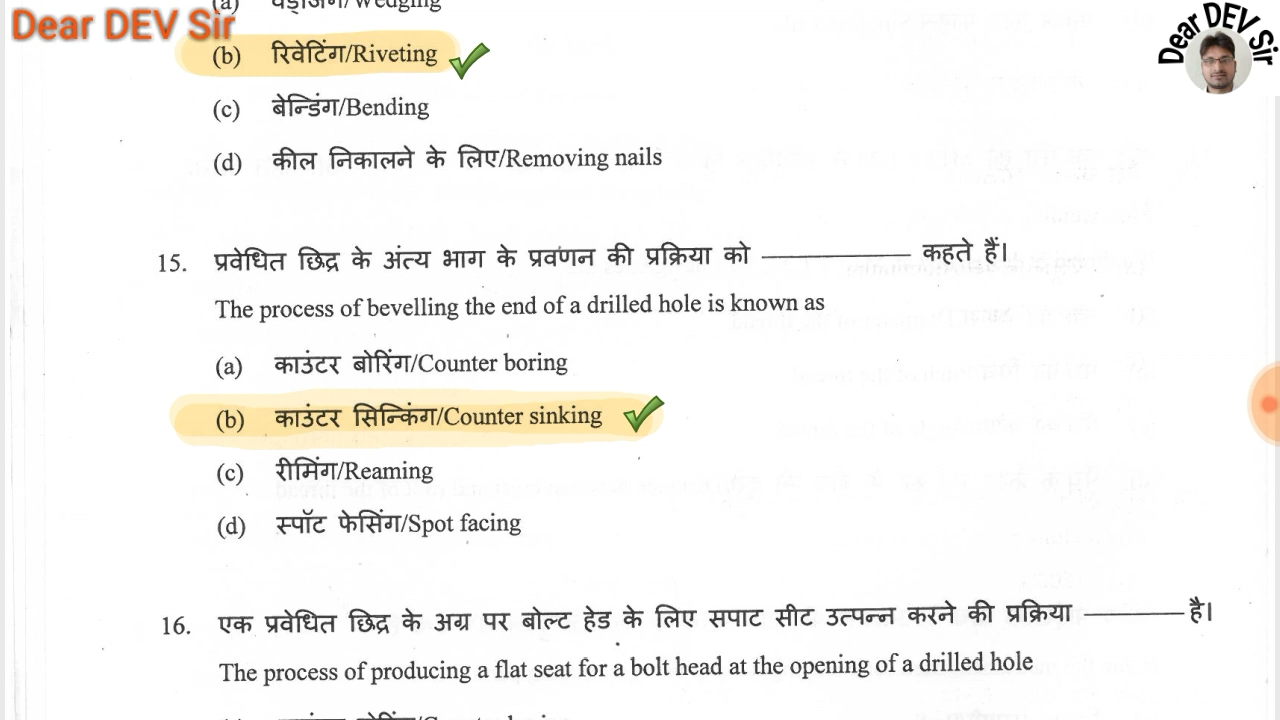 Dear DEV Sir
Dear DEV Sir
(a) वेड्जिंग/Wedging
(b) रिवेटिंग/Riveting
(c) बेन्डिंग/Bending
(d) कील निकालने के लिए/Removing nails
15. प्रवेधित छिद्र के अंत्य भाग के प्रवणन की प्रक्रिया को ————— कहते हैं।
The process of bevelling the end of a drilled hole is known as
(a) काउंटर बोरिंग/Counter boring
(b) काउंटर सिन्किंग/Counter sinking
(c) रीमिंग/Reaming
(d) स्पॉट फेसिंग/Spot facing
16. एक प्रवेधित छिद्र के अग्र पर बोल्ट हेड के लिए सपाट सीट उत्पन्न करने की प्रक्रिया ———— है।
The process of producing a flat seat for a bolt head at the opening of a drilled hole